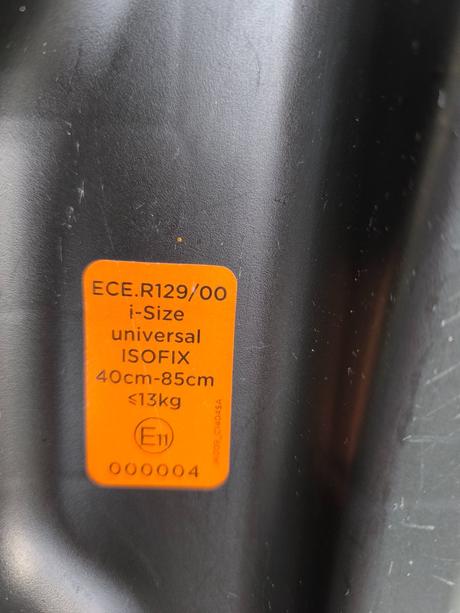 ECE.R129/00
i-Size
universal
ISOFIX
40cm-85cm
≤13kg
E11
000004